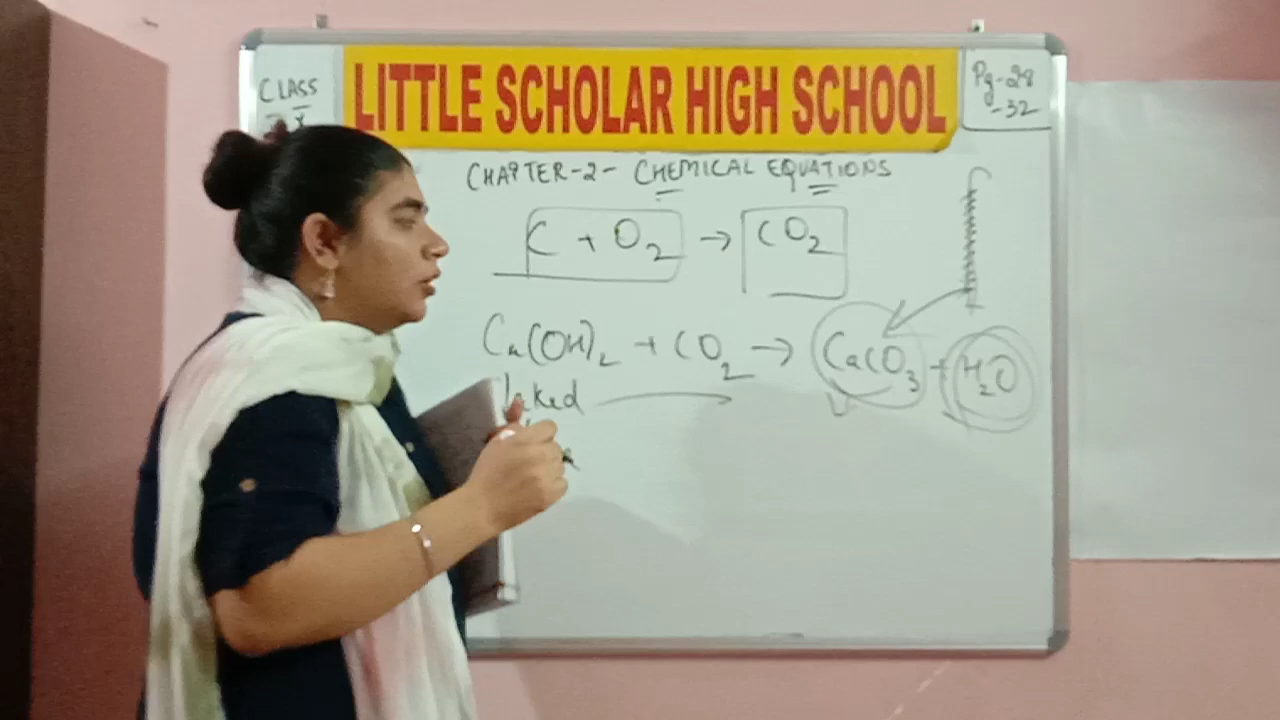 CLASS
LITTLE SCHOLAR HIGH SCHOOL
Pg-28
-32
CHAPTER-2- CHEMICAL EQUATIONS
C + O2 → CO2
Ca(OH)2 + CO2 → CaCO3 + H2O